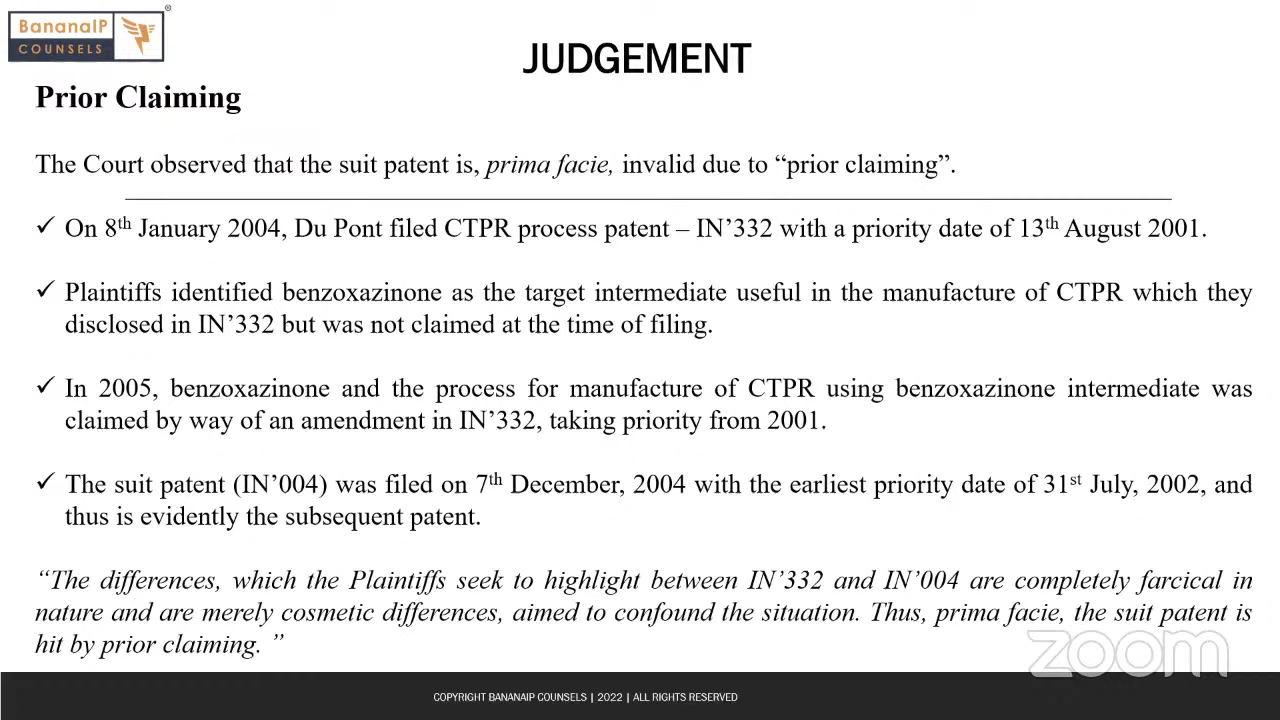 BananaIP
COUNSELS
®
JUDGEMENT
Prior Claiming
The Court observed that the suit patent is, prima facie, invalid due to “prior claiming”.
✓ On 8th January 2004, Du Pont filed CTPR process patent – IN’332 with a priority date of 13th August 2001.
✓ Plaintiffs identified benzoxazinone as the target intermediate useful in the manufacture of CTPR which they
disclosed in IN’332 but was not claimed at the time of filing.
✓ In 2005, benzoxazinone and the process for manufacture of CTPR using benzoxazinone intermediate was
claimed by way of an amendment in IN’332, taking priority from 2001.
✓ The suit patent (IN’004) was filed on 7th December, 2004 with the earliest priority date of 31st July, 2002, and
thus is evidently the subsequent patent.
“The differences, which the Plaintiffs seek to highlight between IN’332 and IN’004 are completely farcical in
nature and are merely cosmetic differences, aimed to confound the situation. Thus, prima facie, the suit patent is
hit by prior claiming. ”
zoom
COPYRIGHT BANANAIP COUNSELS | 2022 | ALL RIGHTS RESERVED